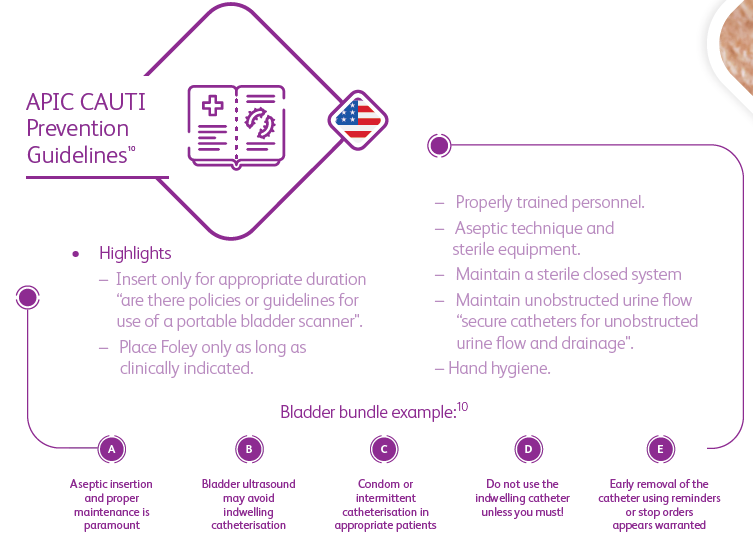 APIC CAUTI
Prevention
Guidelines¹⁰
• Highlights
– Insert only for appropriate duration
“are there policies or guidelines for
use of a portable bladder scanner”.
– Place Foley only as long as
clinically indicated.
– Properly trained personnel.
– Aseptic technique and
sterile equipment.
– Maintain a sterile closed system
– Maintain unobstructed urine flow
“secure catheters for unobstructed
urine flow and drainage”.
– Hand hygiene.
Bladder bundle example:¹⁰
A
Aseptic insertion
and proper
maintenance is
paramount
B
Bladder ultrasound
may avoid
indwelling
catheterisation
C
Condom or
intermittent
catheterisation in
appropriate patients
D
Do not use the
indwelling catheter
unless you must!
E
Early removal of the
catheter using reminders
or stop orders
appears warranted